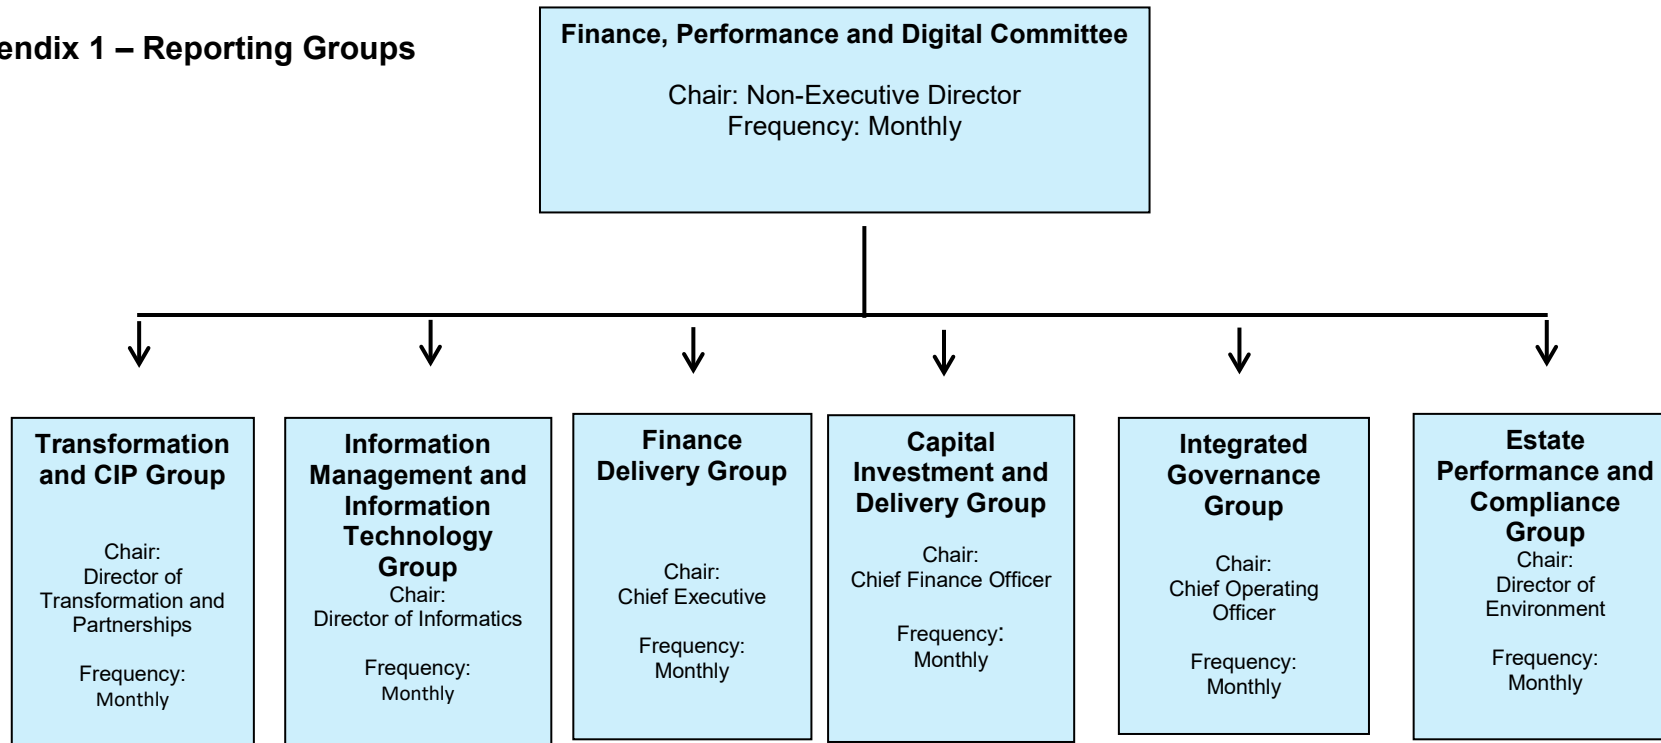 endix 1 – Reporting Groups
Finance, Performance and Digital Committee
Chair: Non-Executive Director
Frequency: Monthly
Transformation
and CIP Group
Chair:
Director of
Transformation and
Partnerships
Frequency:
Monthly
Information
Management and
Information
Technology
Group
Chair:
Director of Informatics
Frequency:
Monthly
Finance
Delivery Group
Chair:
Chief Executive
Frequency:
Monthly
Capital
Investment and
Delivery Group
Chair:
Chief Finance Officer
Frequency:
Monthly
Integrated
Governance
Group
Chair:
Chief Operating
Officer
Frequency:
Monthly
Estate
Performance and
Compliance
Group
Chair:
Director of
Environment
Frequency:
Monthly